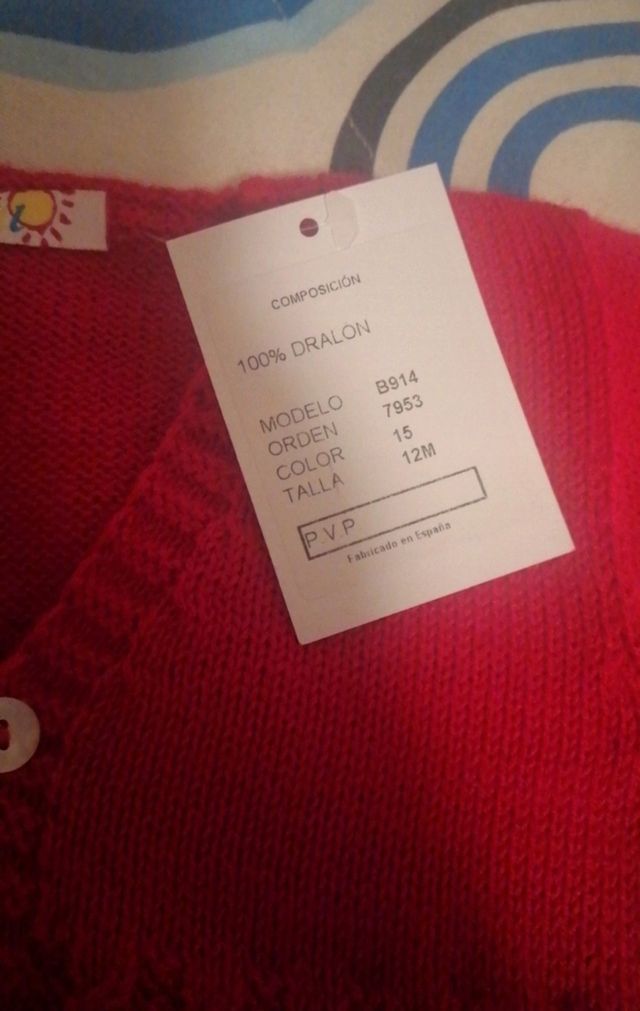 COMPOSICIÓN
100% DRALON
MODELO B914
ORDEN 7953
COLOR 15
TALLA 12M
P.V.P
Fabricado en España